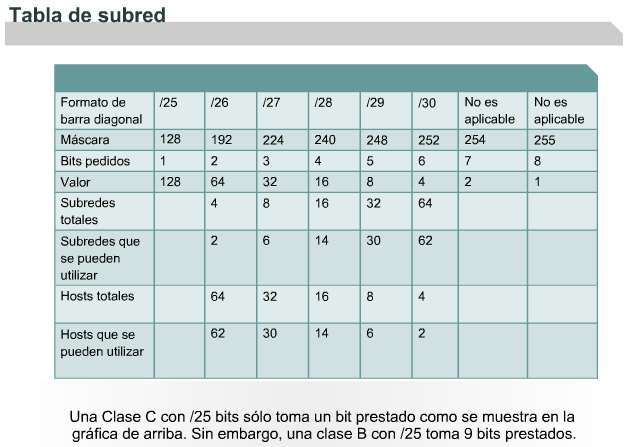 Tabla de subred
Formato de barra diagonal /25 /26 /27 /28 /29 /30 No es aplicable No es aplicable
Máscara 128 192 224 240 248 252 254 255
Bits pedidos 1 2 3 4 5 6 7 8
Valor 128 64 32 16 8 4 2 1
Subredes totales 4 8 16 32 64
Subredes que se pueden utilizar 2 6 14 30 62
Hosts totales 64 32 16 8 4
Hosts que se pueden utilizar 62 30 14 6 2
Una Clase C con /25 bits sólo toma un bit prestado como se muestra en la
gráfica de arriba. Sin embargo, una clase B con /25 toma 9 bits prestados.